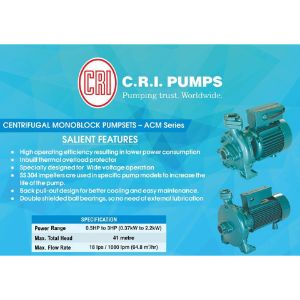 CRI
C.R.I. PUMPS
Pumping trust. Worldwide.
CENTRIFUGAL MONOBLOCK PUMPSETS – ACM Series
SALIENT FEATURES
High operating efficiency resulting in lower power consumption
Inbuilt thermal overload protector
Specially designed for Wide voltage operation
SS 304 Impellers are used in specific pump models to increase the
life of the pump.
Back pull-out design for better cooling and easy maintenance.
Double shielded ball bearings, so no need of external lubrication
SPECIFICATION
Power Range 0.5HP to 3HP (0.37kW to 2.2kW)
Max. Total Head 41 metre
Max. Flow Rate 18 lps / 1080 lpm (64.8 m³/hr)